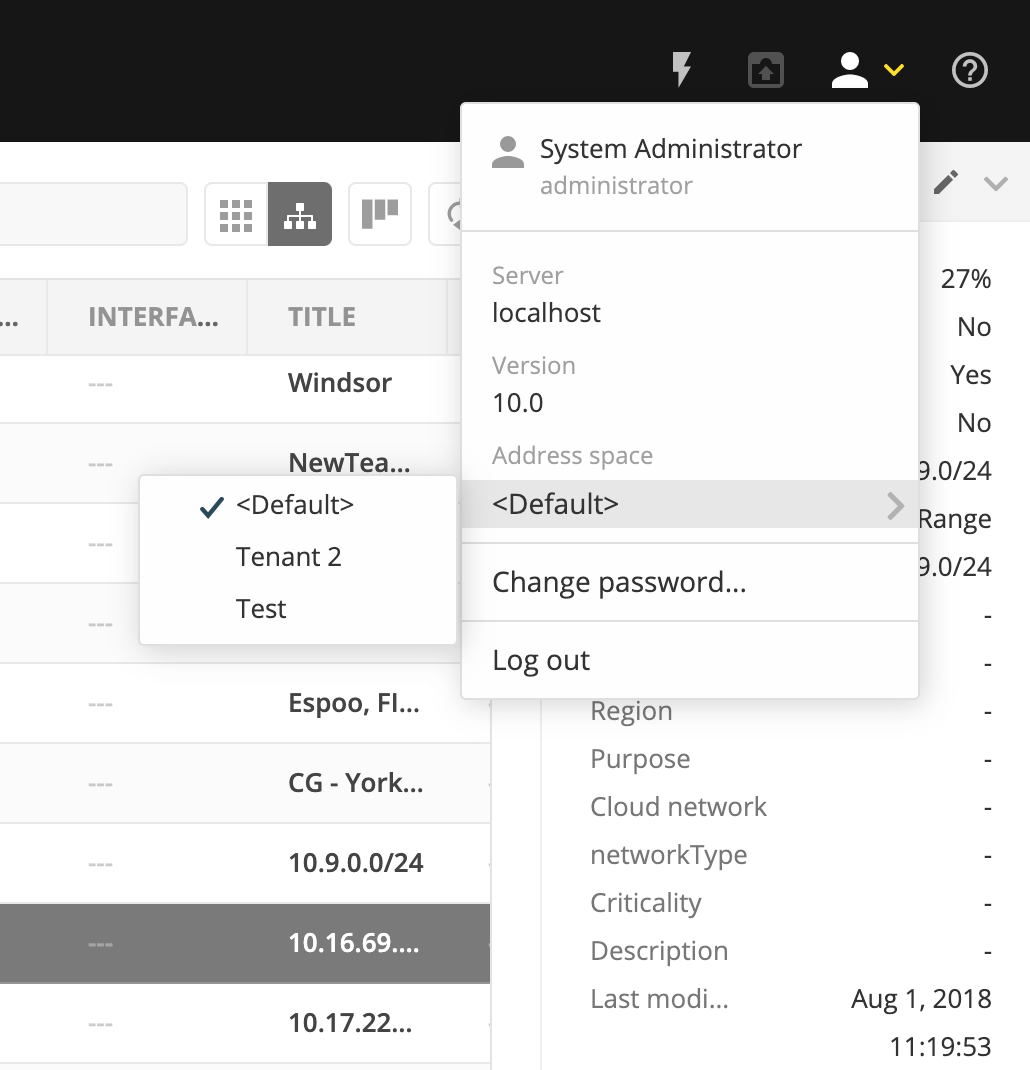 System Administrator
administrator
27%
Server
localhost
No
... INTERFA... TITLE
Yes
Version
10.0
--- Windsor
No
Address space
9.0/24
--- NewTea...
<Default>
Range
<Default>
Tenant 2
Test
---
---
9.0/24
Change password...
-
Log out
-
--- Espoo, FI...
Region -
Purpose -
--- CG - York...
Cloud network -
networkType -
--- 10.9.0.0/24
Criticality -
--- 10.16.69....
Description -
Last modi... Aug 1, 2018
11:19:53
--- 10.17.22...